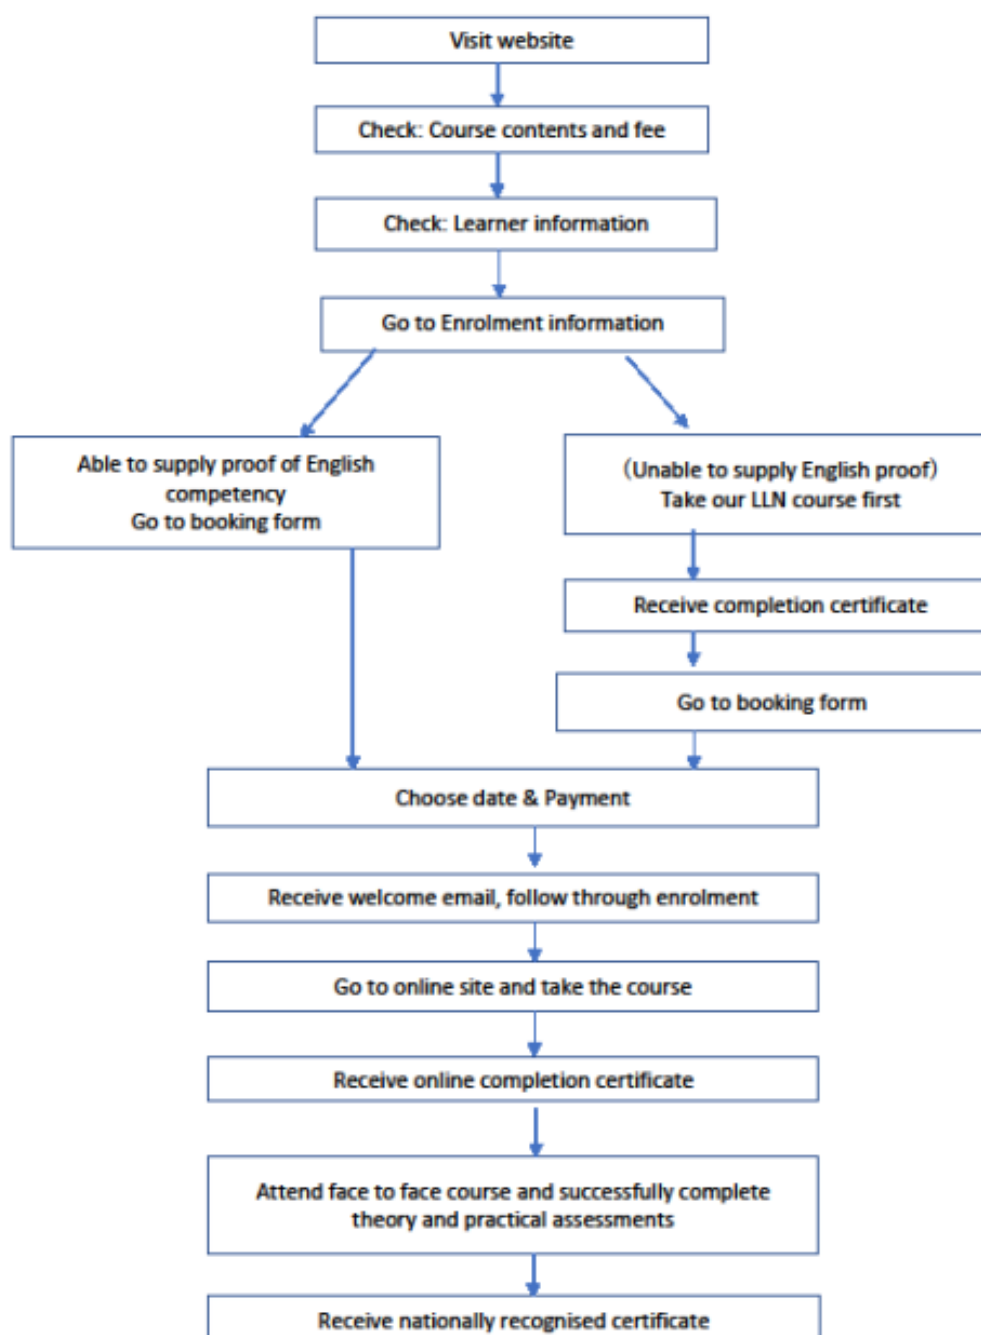 Visit website
Check: Course contents and fee
Check: Learner information
Go to Enrolment information
Able to supply proof of English
competency
Go to booking form
（Unable to supply English proof）
Take our LLN course first
Receive completion certificate
Go to booking form
Choose date & Payment
Receive welcome email, follow through enrolment
Go to online site and take the course
Receive online completion certificate
Attend face to face course and successfully complete
theory and practical assessments
Receive nationally recognised certificate